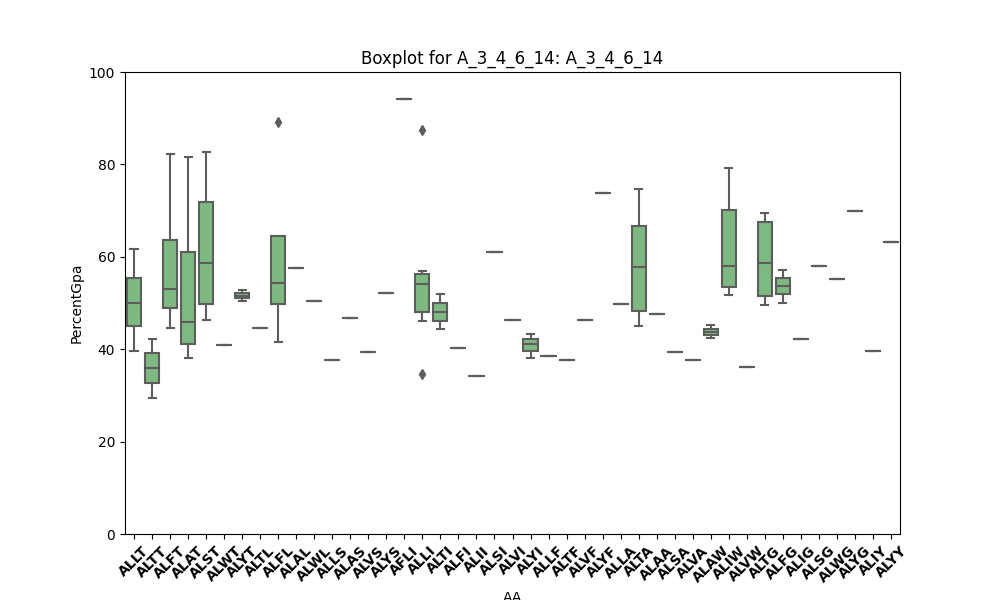 Boxplot for A_3_4_6_14: A_3_4_6_14
100
80
60
40
20
0
PercentGpa
ALLT ALTT ALFT ALAT ALST ALWT ALYT ALTL ALFL ALAL ALWL ALLS ALAS ALVS ALYS AFLI ALLI ALTI ALFI ALII ALSI ALVI ALYI ALLF ALTF ALVF ALYF ALLA ALTA ALAA ALSA ALVA ALAW ALIW ALVW ALTG ALFG ALIG ALSG ALWG ALYG ALIY ALYY
AA